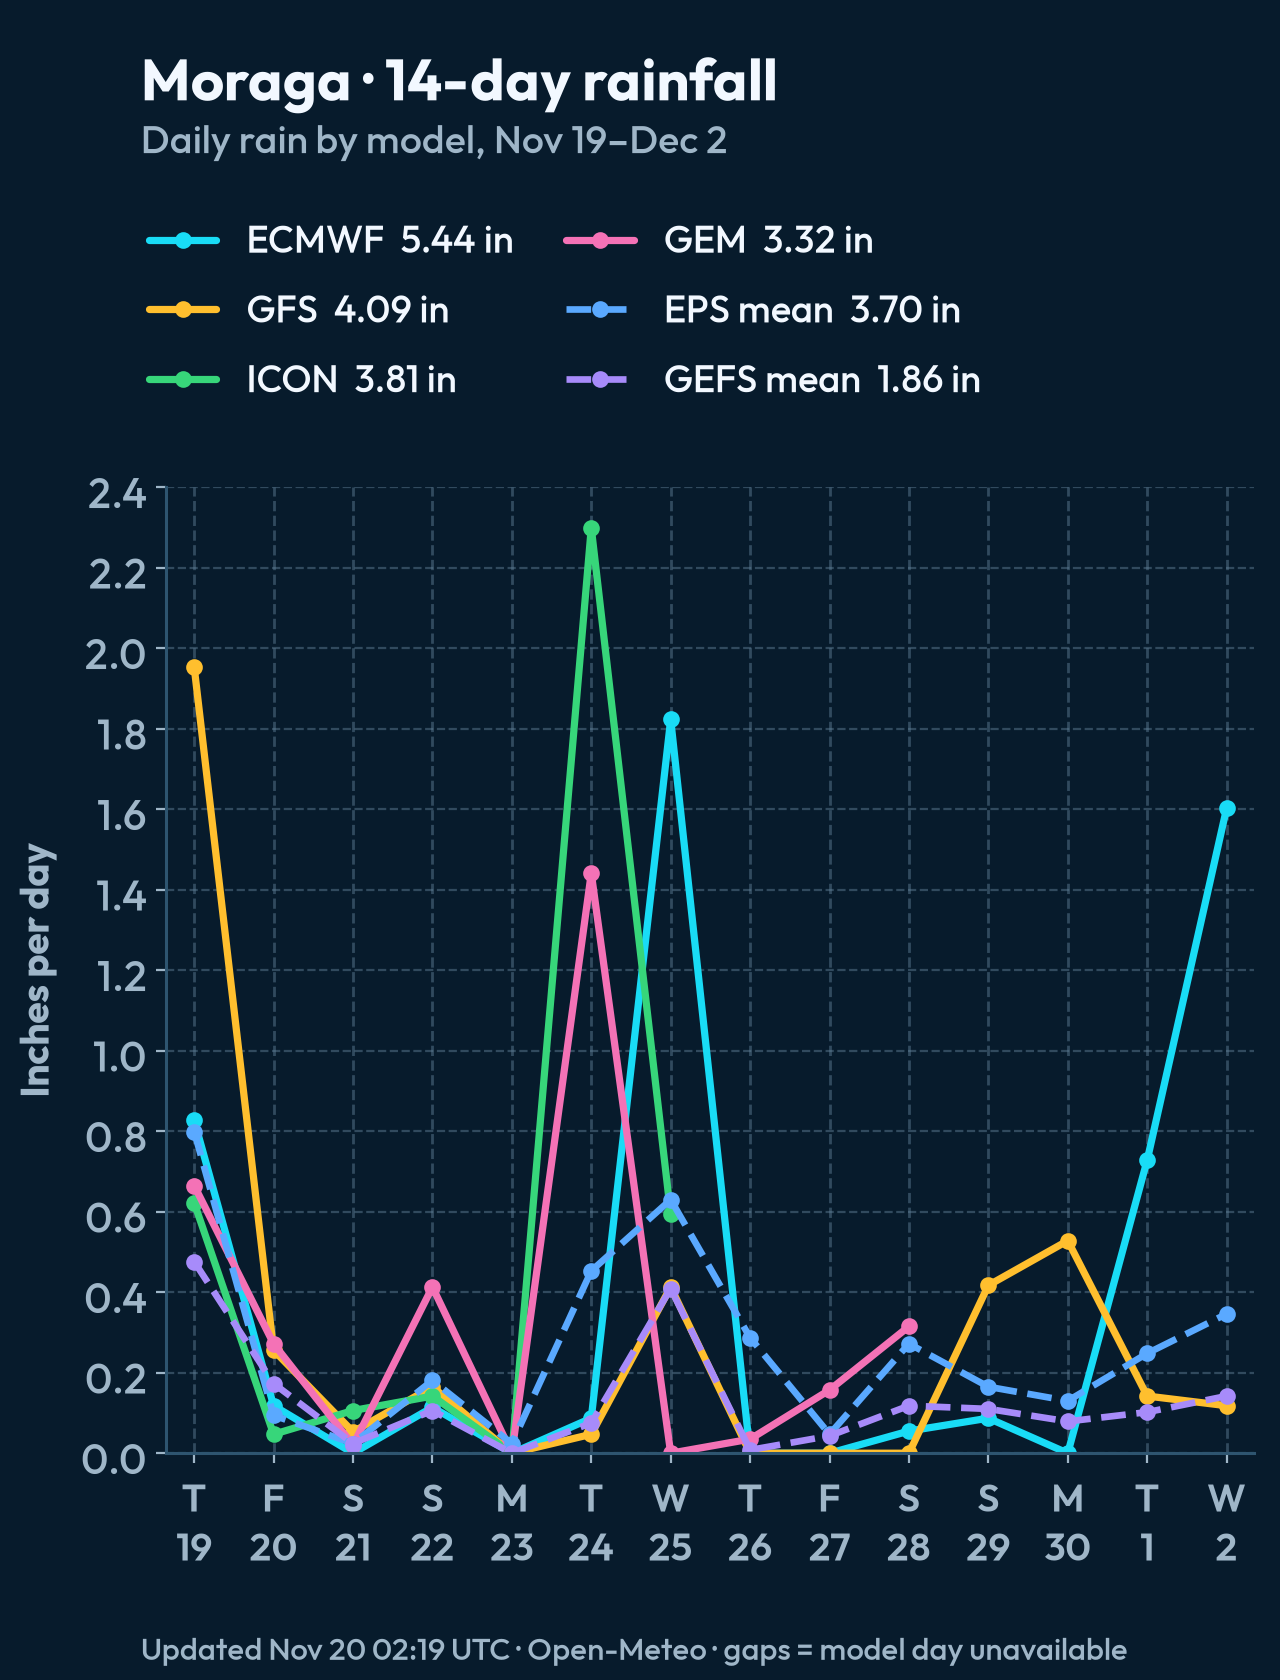 Moraga · 14-day rainfall
Daily rain by model, Nov 19–Dec 2
ECMWF 5.44 in
GEM 3.32 in
GFS 4.09 in
EPS mean 3.70 in
ICON 3.81 in
GEFS mean 1.86 in
Inches per day
2.4
2.2
2.0
1.8
1.6
1.4
1.2
1.0
0.8
0.6
0.4
0.2
0.0
T F S S M T W T F S S M T W
19 20 21 22 23 24 25 26 27 28 29 30 1 2
Updated Nov 20 02:19 UTC · Open-Meteo · gaps = model day unavailable